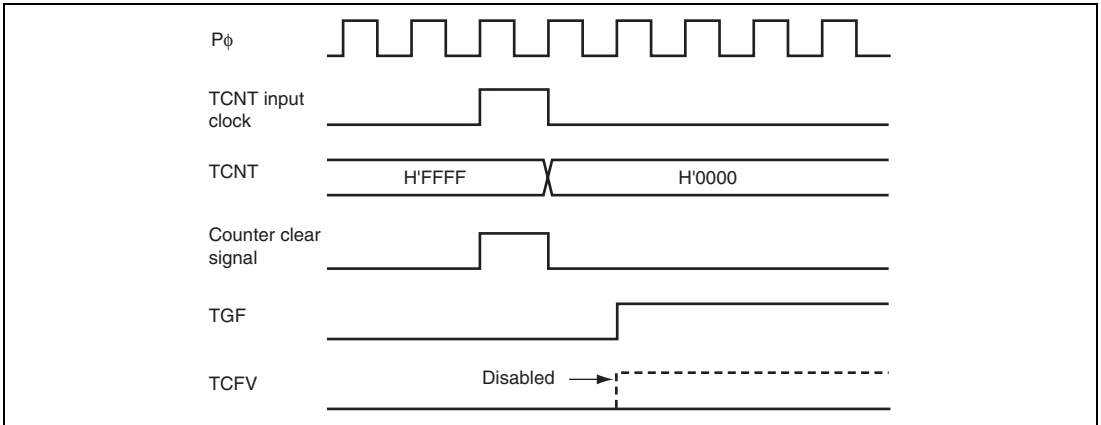 Pϕ
TCNT input
clock
TCNT
H'FFFF
H'0000
Counter clear
signal
TGF
TCFV
Disabled